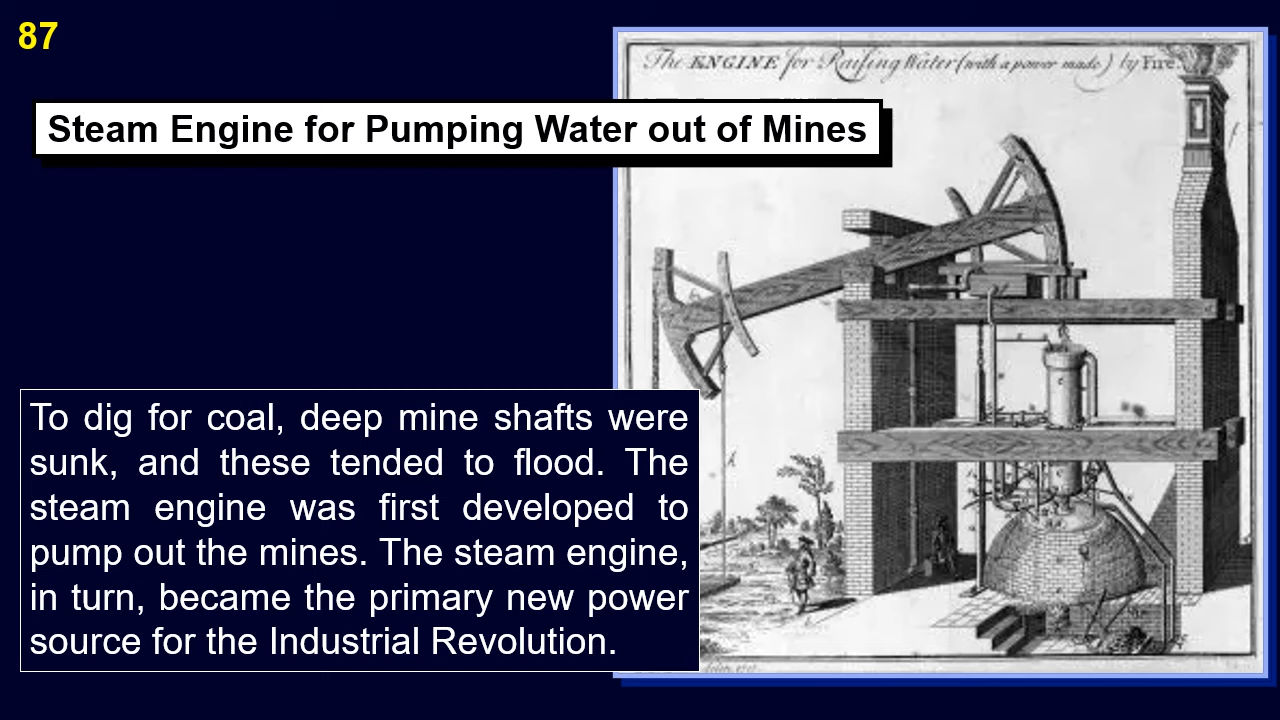 87
The ENGINE for Raiſing Water (with a power made) by Fire.
Steam Engine for Pumping Water out of Mines
To dig for coal, deep mine shafts were
sunk, and these tended to flood. The
steam engine was first developed to
pump out the mines. The steam engine,
in turn, became the primary new power
source for the Industrial Revolution.